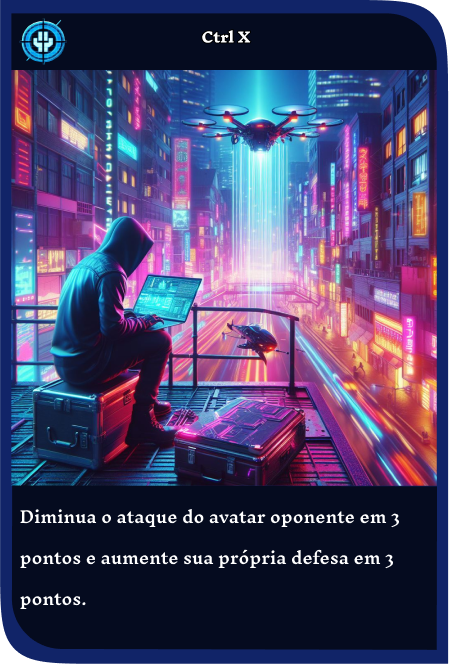 Ctrl X
Diminua o ataque do avatar oponente em 3
pontos e aumente sua própria defesa em 3
pontos.